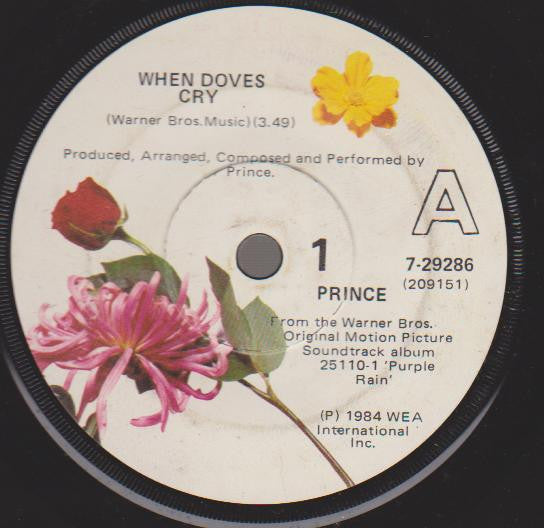 WHEN DOVES
CRY
(Warner Bros.Music)(3.49)
Produced, Arranged, Composed and Performed by
Prince.
A
1
7-29286
(209151)
PRINCE
From the Warner Bros.
Original Motion Picture
Soundtrack album
25110-1 'Purple
Rain'
(P) 1984 WEA
International
Inc.